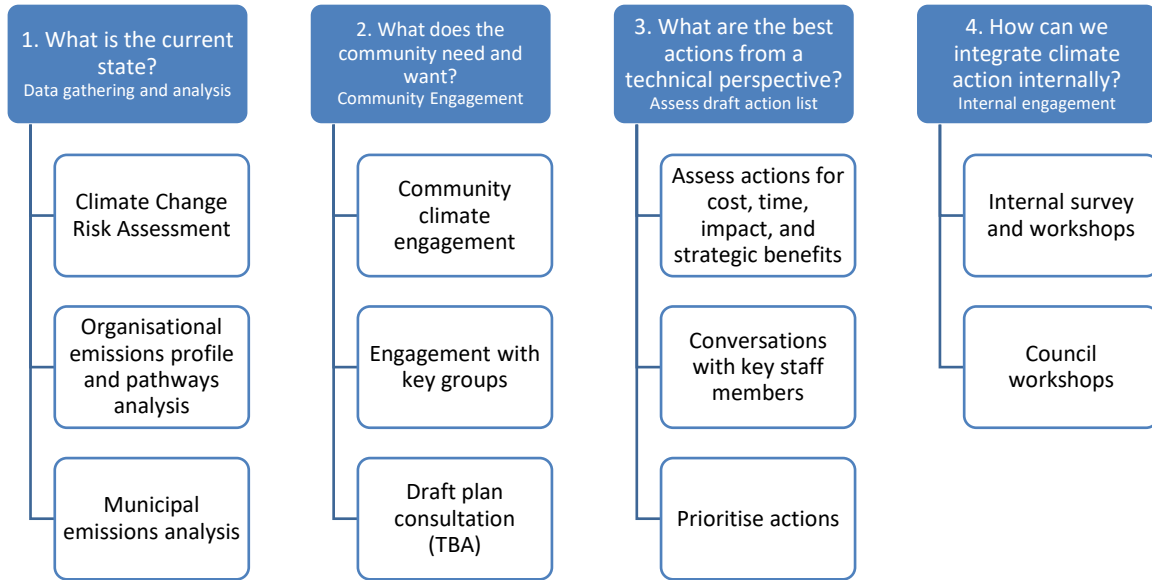 1. What is the current
state?
Data gathering and analysis
Climate Change
Risk Assessment
Organisational
emissions profile
and pathways
analysis
Municipal
emissions analysis
2. What does the
community need and
want?
Community Engagement
Community
climate
engagement
Engagement with
key groups
Draft plan
consultation
(TBA)
3. What are the best
actions from a
technical perspective?
Assess draft action list
Assess actions for
cost, time,
impact, and
strategic benefits
Conversations
with key staff
members
Prioritise actions
4. How can we
integrate climate
action internally?
Internal engagement
Internal survey
and workshops
Council
workshops